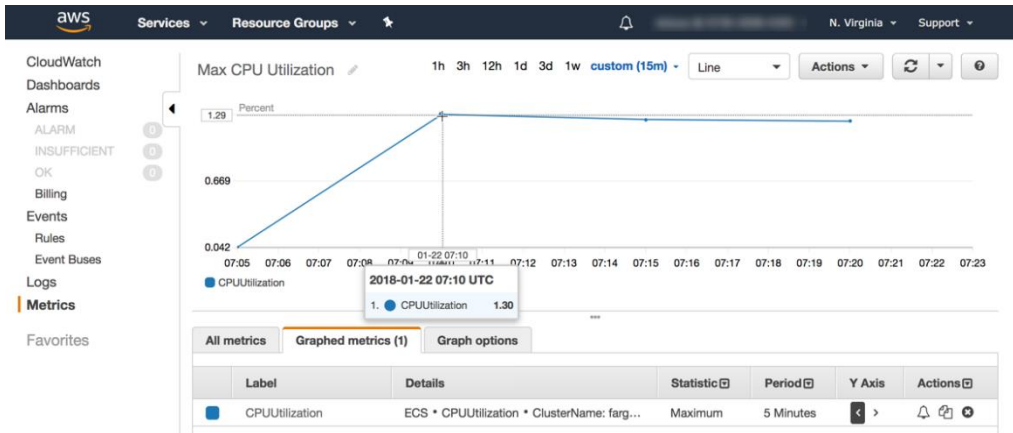 aws Services Resource Groups N. Virginia Support
CloudWatch
Dashboards
Alarms
ALARM 0
INSUFFICIENT 0
OK 0
Billing
Events
Rules
Event Buses
Logs
Metrics
Favorites
Max CPU Utilization 1h 3h 12h 1d 3d 1w custom (15m) Line Actions
Percent
1.29
0.669
0.042
01-22 07:10
07:05 07:06 07:07 07:08 07:09 07:11 07:12 07:13 07:14 07:15 07:16 07:17 07:18 07:19 07:20 07:21 07:22 07:23
CPUUtilization
2018-01-22 07:10 UTC
1. CPUUtilization 1.30
All metrics Graphed metrics (1) Graph options
Label Details Statistic Period Y Axis Actions
CPUUtilization ECS • CPUUtilization • ClusterName: farg... Maximum 5 Minutes < >